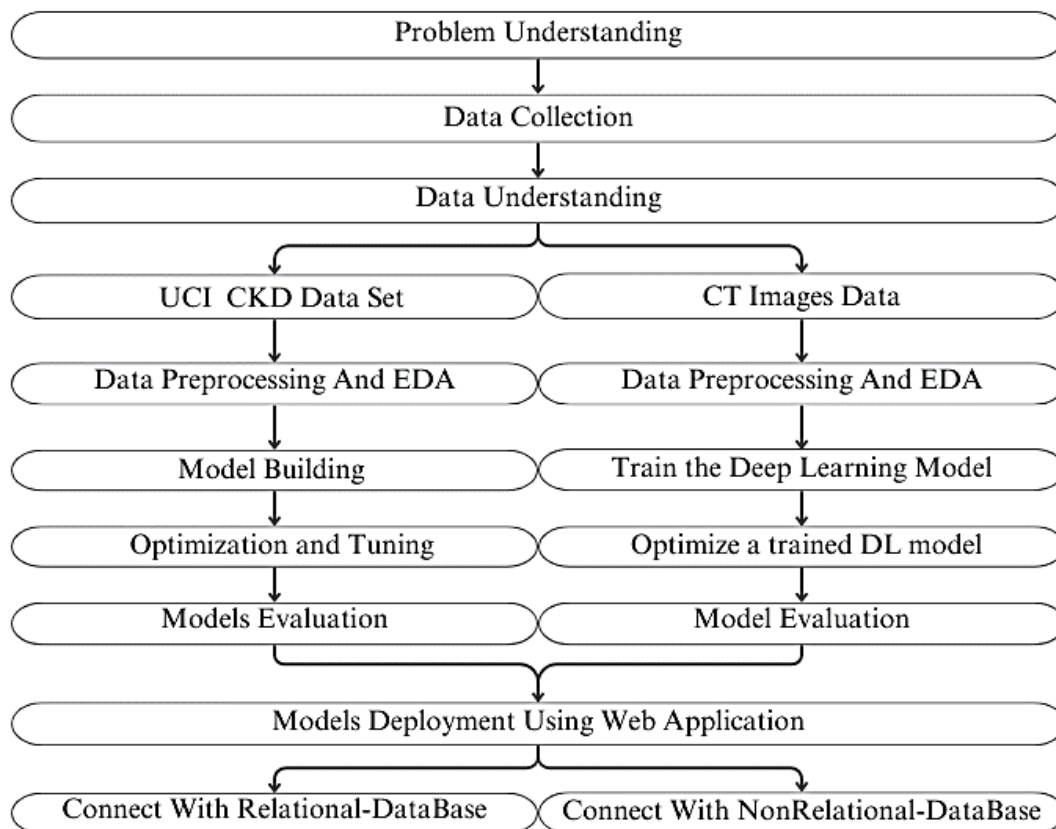 Problem Understanding
Data Collection
Data Understanding
UCI CKD Data Set
CT Images Data
Data Preprocessing And EDA
Data Preprocessing And EDA
Model Building
Train the Deep Learning Model
Optimization and Tuning
Optimize a trained DL model
Models Evaluation
Model Evaluation
Models Deployment Using Web Application
Connect With Relational-DataBase
Connect With NonRelational-DataBase